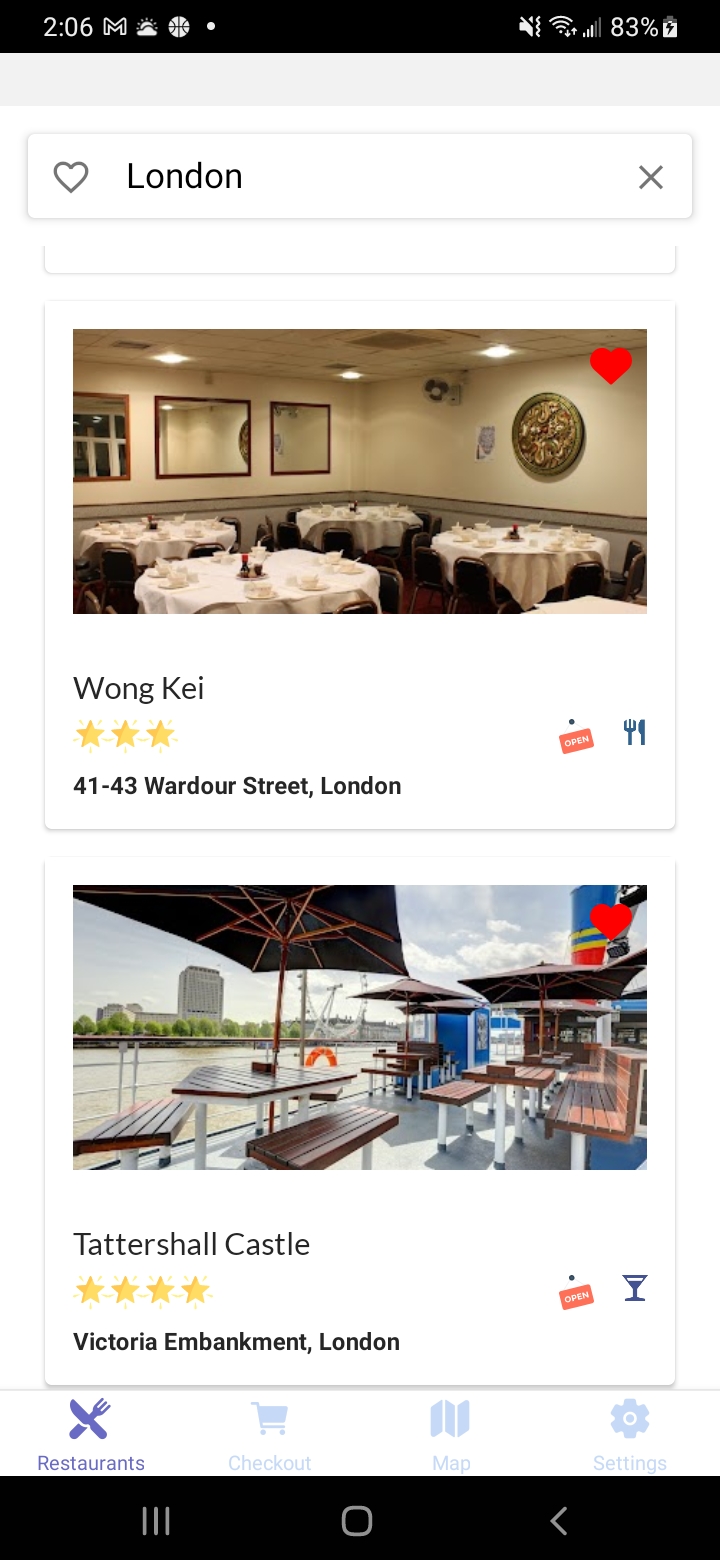 2:06
83%
London
Wong Kei
OPEN
41-43 Wardour Street, London
Tattershall Castle
OPEN
Victoria Embankment, London
Restaurants
Checkout
Map
Settings